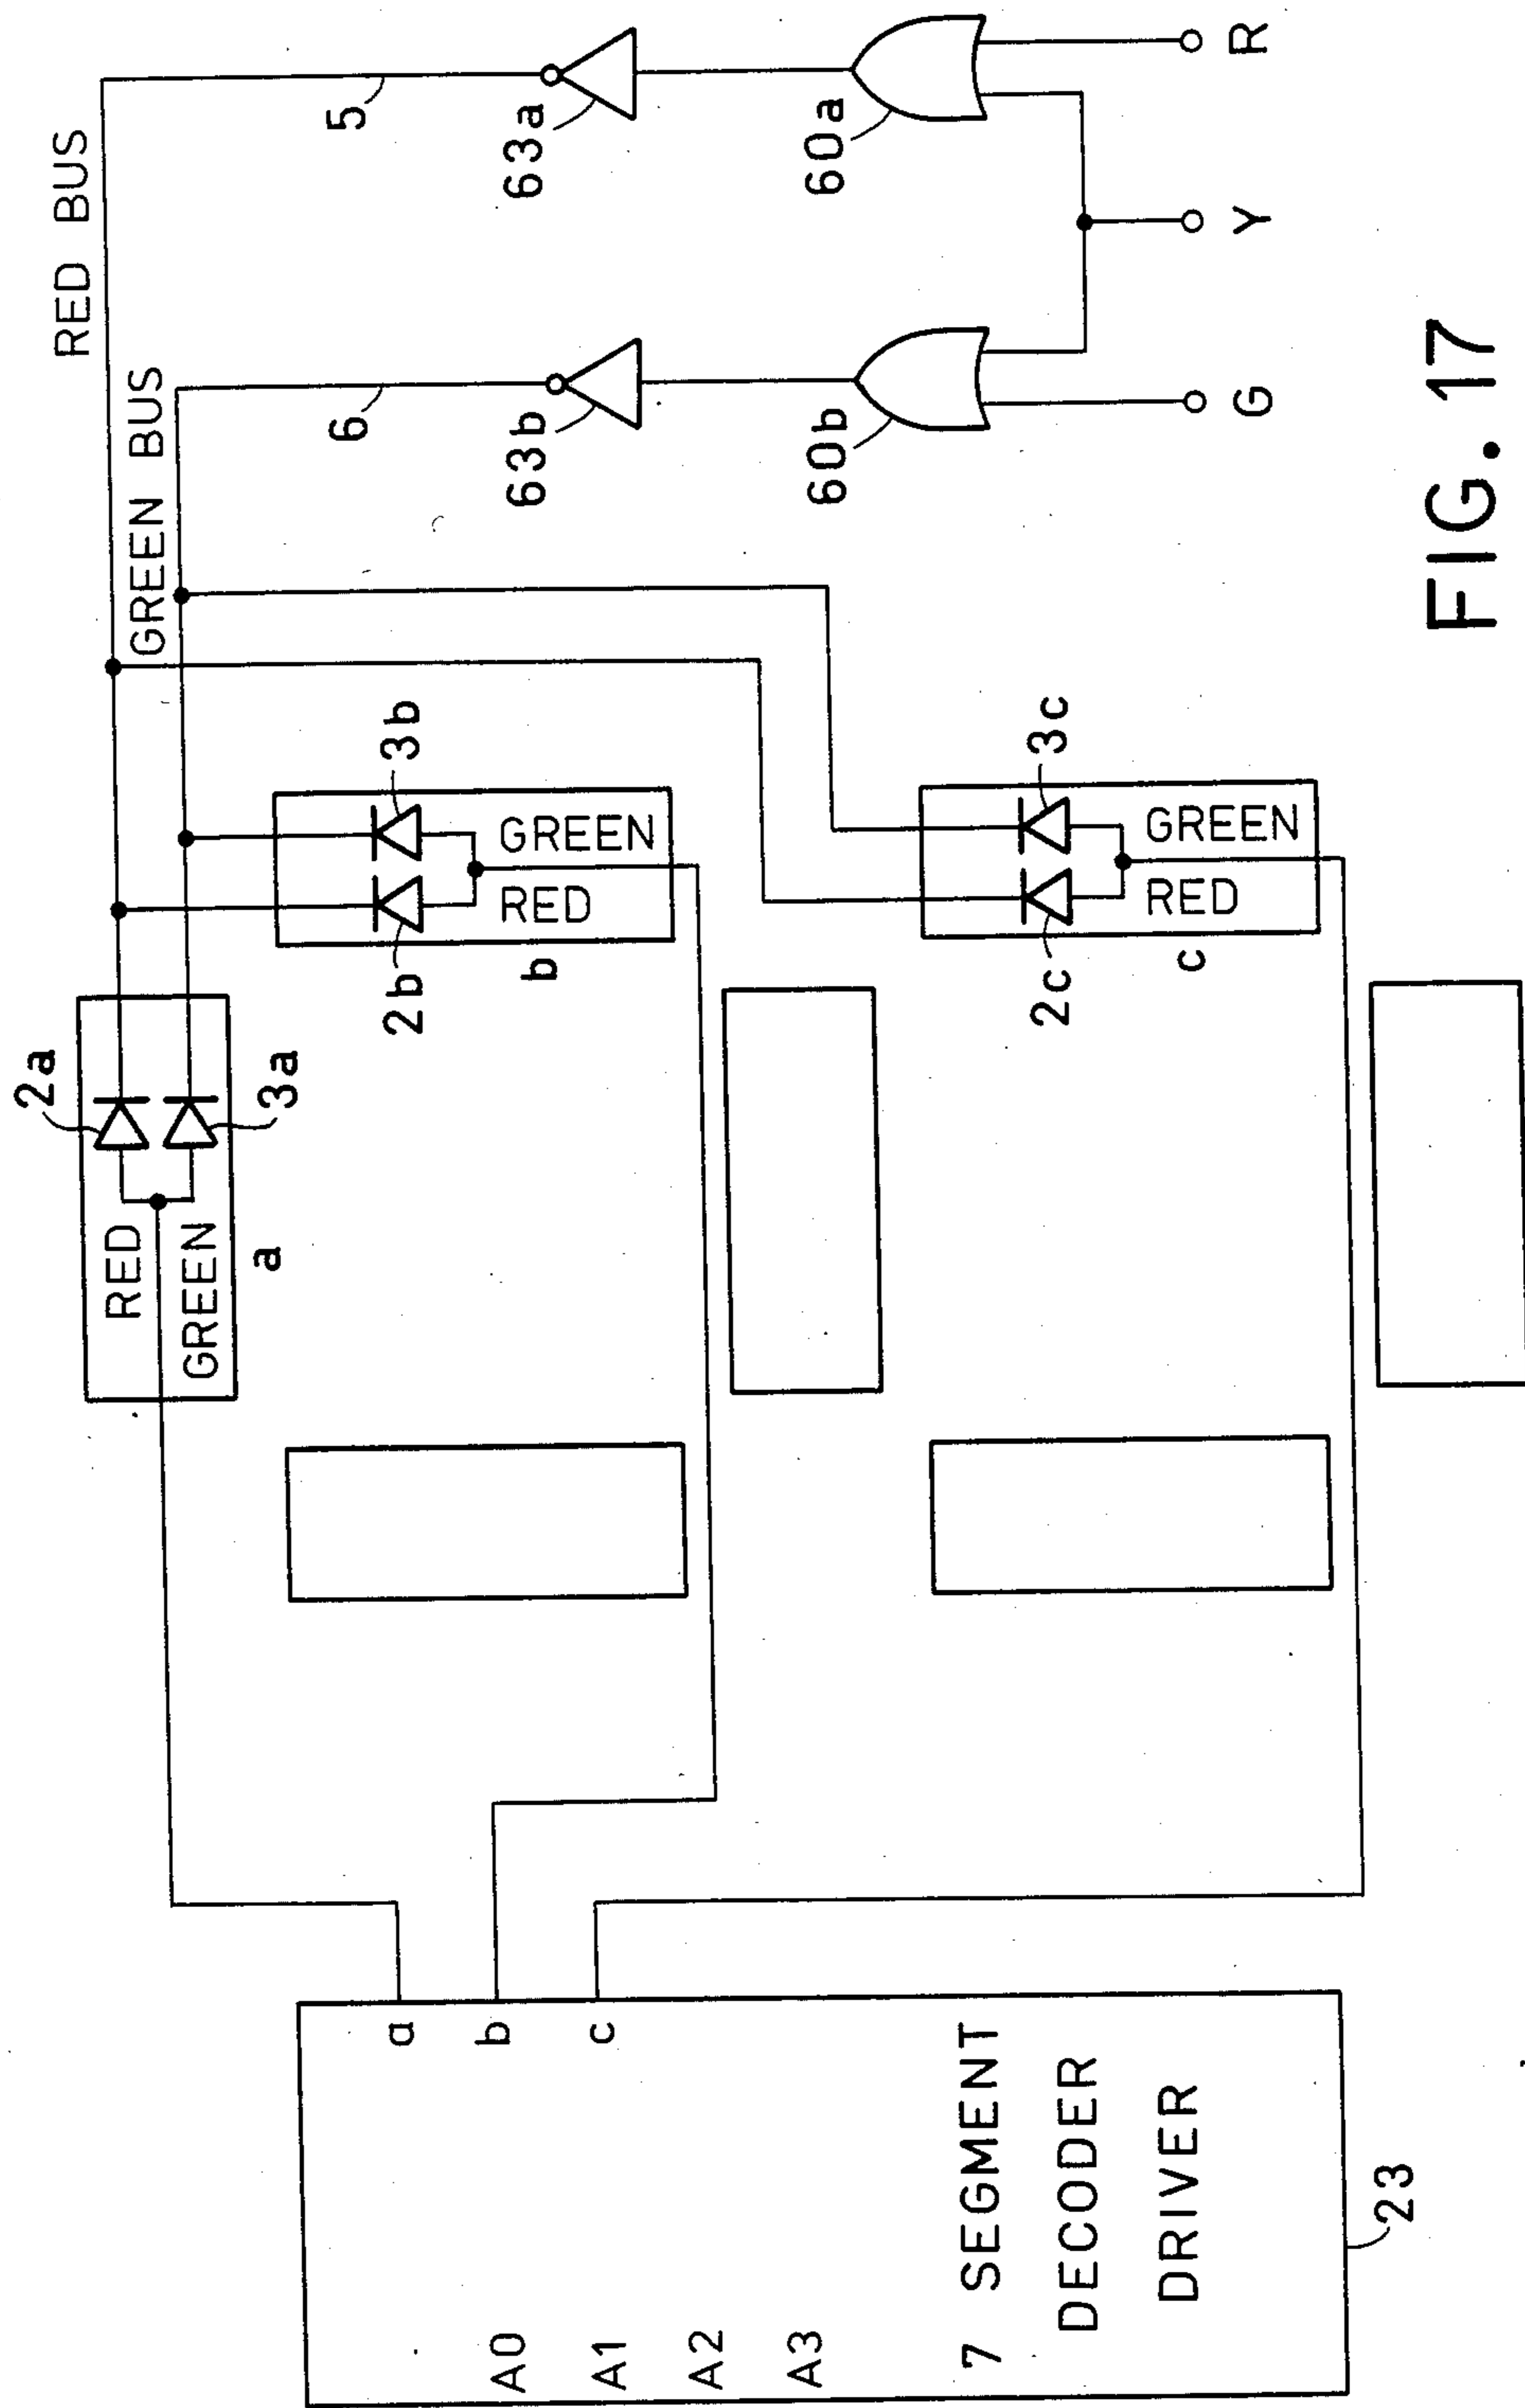 RED BUS
GREEN BUS
2a
RED
GREEN
3a
a
5
6
2b
3b
RED
GREEN
b
63b
63a
60b
60a
G
Y
R
2c
3c
RED
GREEN
c
a
b
c
A0
A1
A2
A3
7 SEGMENT
DECODER
DRIVER
23
FIG. 17